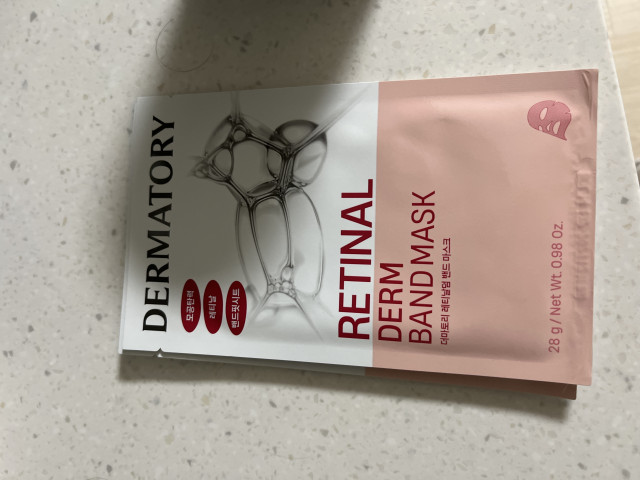 DERMATORY
모공탄력
레티날
밴드핏시트
RETINAL
DERM
BAND MASK
더마토리 레티날덤 밴드 마스크
28 g / Net Wt. 0.98 Oz.